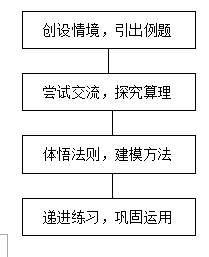 创设情境，引出例题
尝试交流，探究算理
体悟法则，建模方法
递进练习，巩固运用